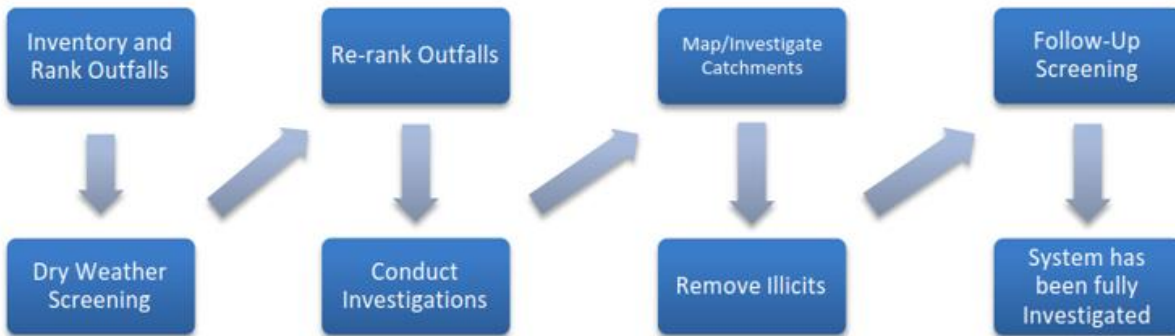 Inventory and
Rank Outfalls
Dry Weather
Screening
Re-rank Outfalls
Conduct
Investigations
Map/Investigate
Catchments
Remove Illicits
Follow-Up
Screening
System has
been fully
Investigated